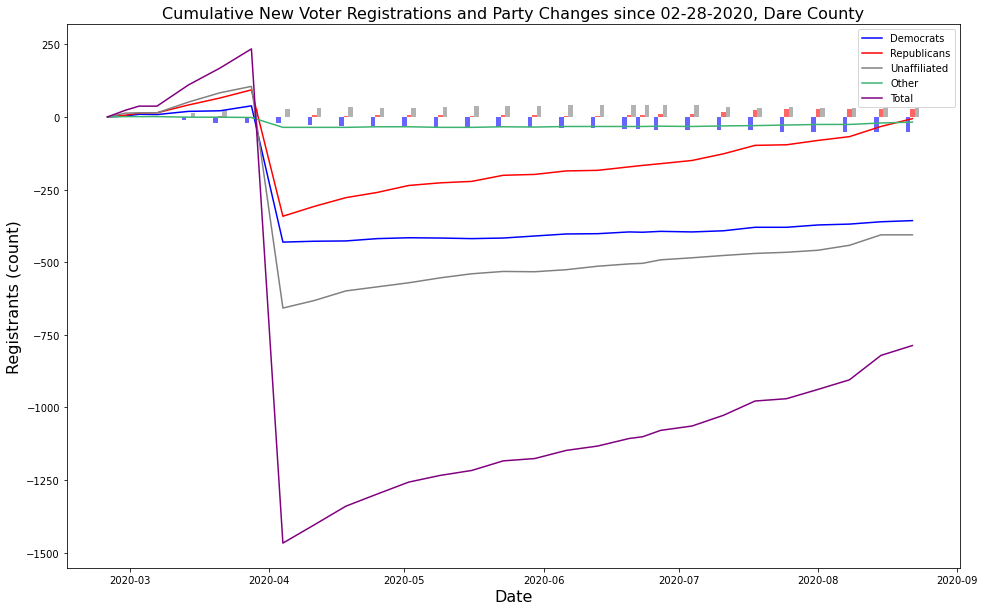 Cumulative New Voter Registrations and Party Changes since 02-28-2020, Dare County
Democrats
Republicans
Unaffiliated
Other
Total
Registrants (count)
250
0
−250
−500
−750
−1000
−1250
−1500
2020-03
2020-04
2020-05
2020-06
2020-07
2020-08
2020-09
Date